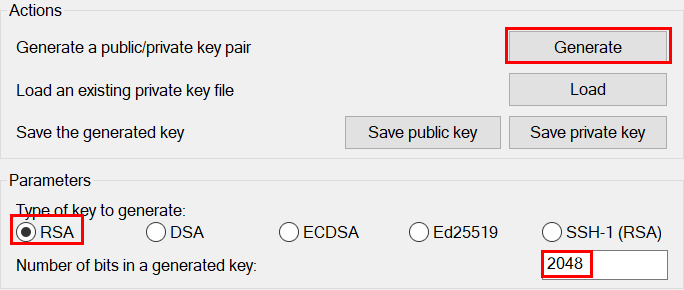 Actions
Generate a public/private key pair Generate
Load an existing private key file Load
Save the generated key Save public key Save private key
Parameters
Type of key to generate:
RSA DSA ECDSA Ed25519 SSH-1 (RSA)
Number of bits in a generated key: 2048